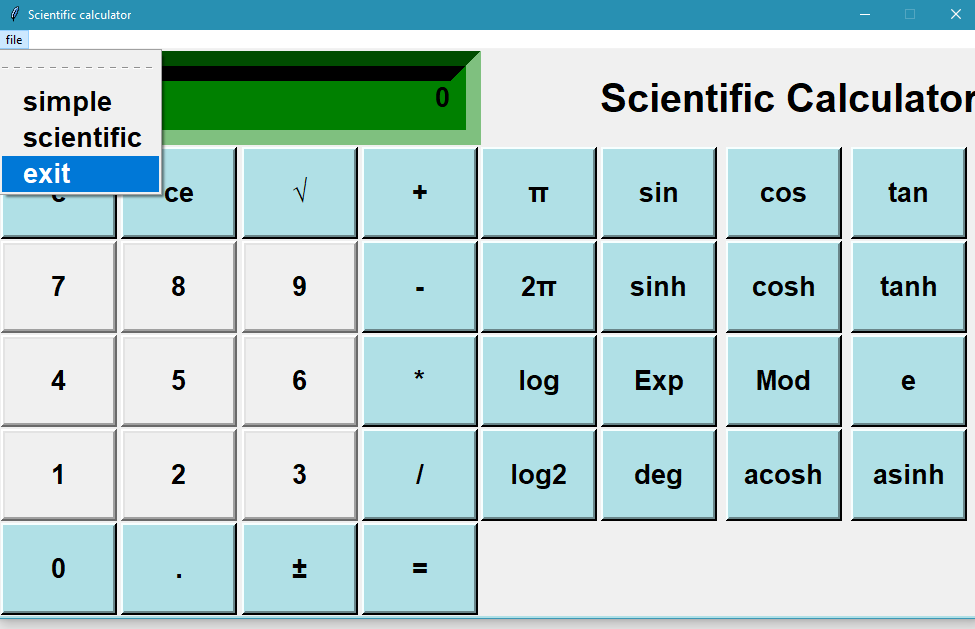 Scientific calculator
file
0
Scientific Calculator
simple
scientific
exit
ce √ + π sin cos tan
7 8 9 - 2π sinh cosh tanh
4 5 6 * log Exp Mod e
1 2 3 / log2 deg acosh asinh
0 . ± =